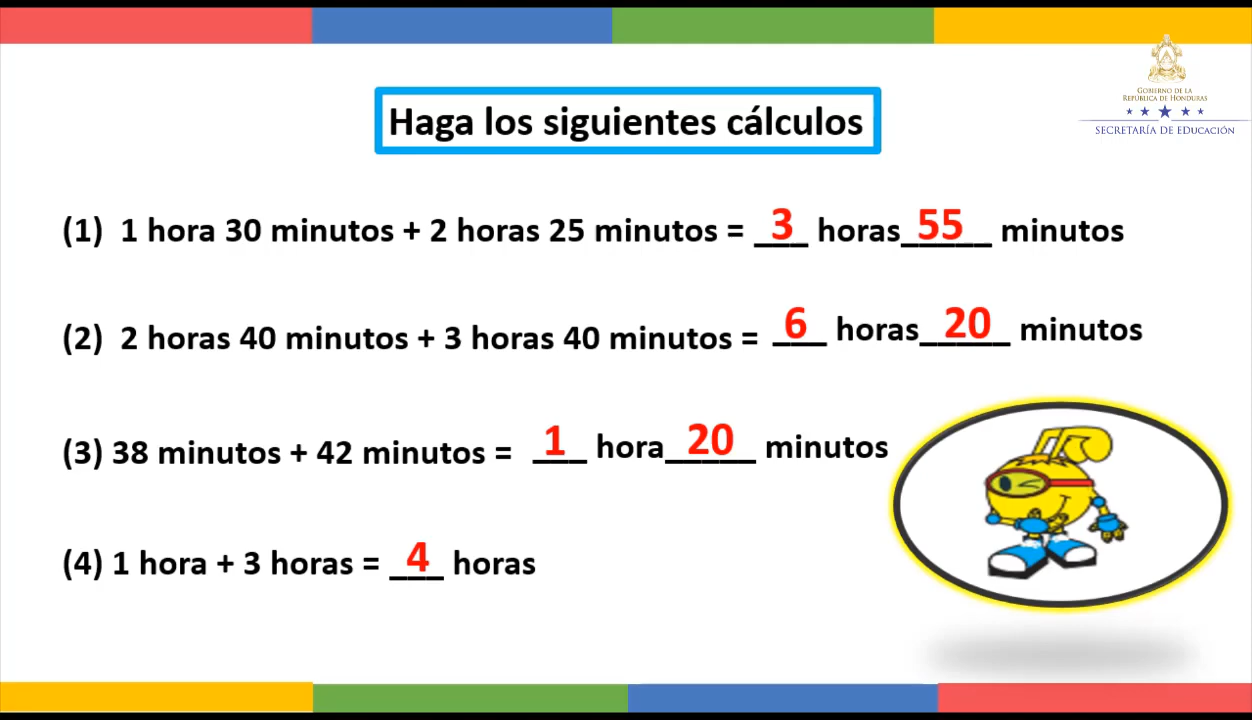 GOBIERNO DE LA
REPÚBLICA DE HONDURAS
SECRETARÍA DE EDUCACIÓN
Haga los siguientes cálculos
(1) 1 hora 30 minutos + 2 horas 25 minutos = 3 horas 55 minutos
(2) 2 horas 40 minutos + 3 horas 40 minutos = 6 horas 20 minutos
(3) 38 minutos + 42 minutos = 1 hora 20 minutos
(4) 1 hora + 3 horas = 4 horas